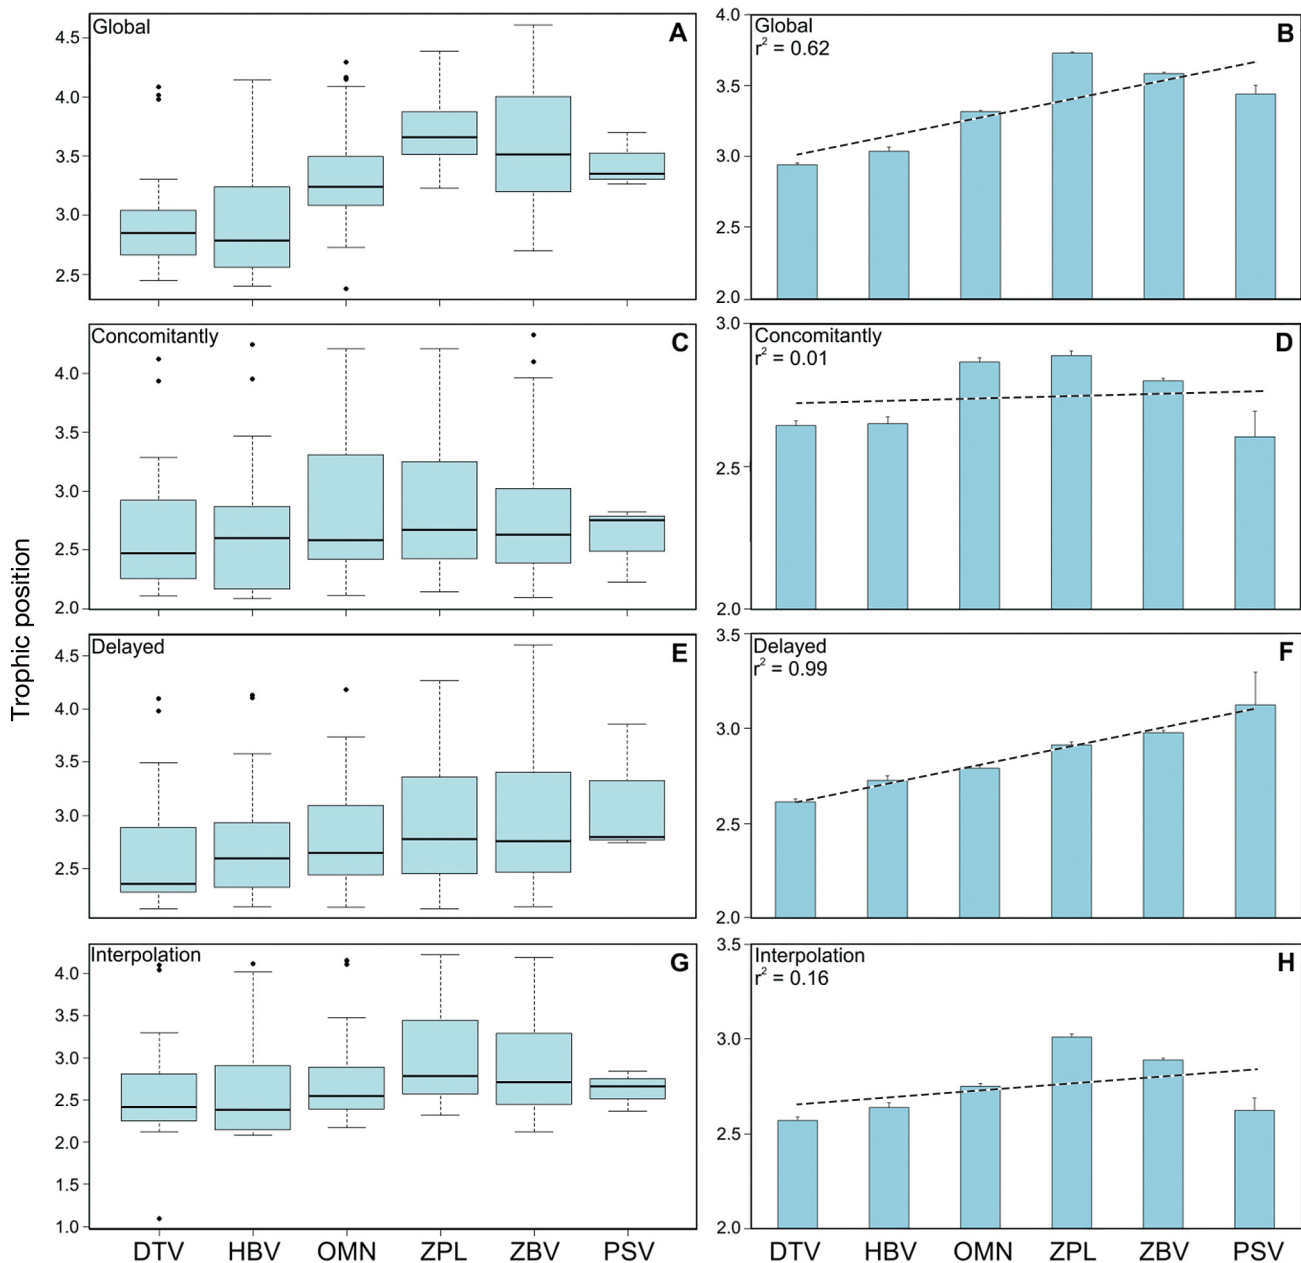 Trophic position
Global
A
4.5
4.0
3.5
3.0
2.5
Global
r² = 0.62
B
4.0
3.5
3.0
2.5
2.0
Concomitantly
C
4.0
3.5
3.0
2.5
2.0
Concomitantly
r² = 0.01
D
3.0
2.5
2.0
Delayed
E
4.5
4.0
3.5
3.0
2.5
Delayed
r² = 0.99
F
3.5
3.0
2.5
2.0
Interpolation
G
4.0
3.5
3.0
2.5
2.0
1.5
1.0
DTV HBV OMN ZPL ZBV PSV
Interpolation
r² = 0.16
H
3.5
3.0
2.5
2.0
DTV HBV OMN ZPL ZBV PSV